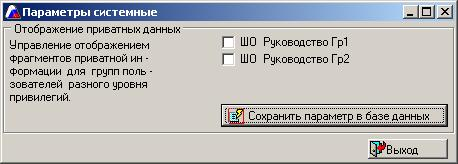 Параметры системные
Отображение приватных данных
Управление отображением
фрагментов приватной ин -
формации для групп поль -
зователей разного уровня
привилегий.
ШО Руководство Гр1
ШО Руководство Гр2
Сохранить параметр в базе данных
Выход